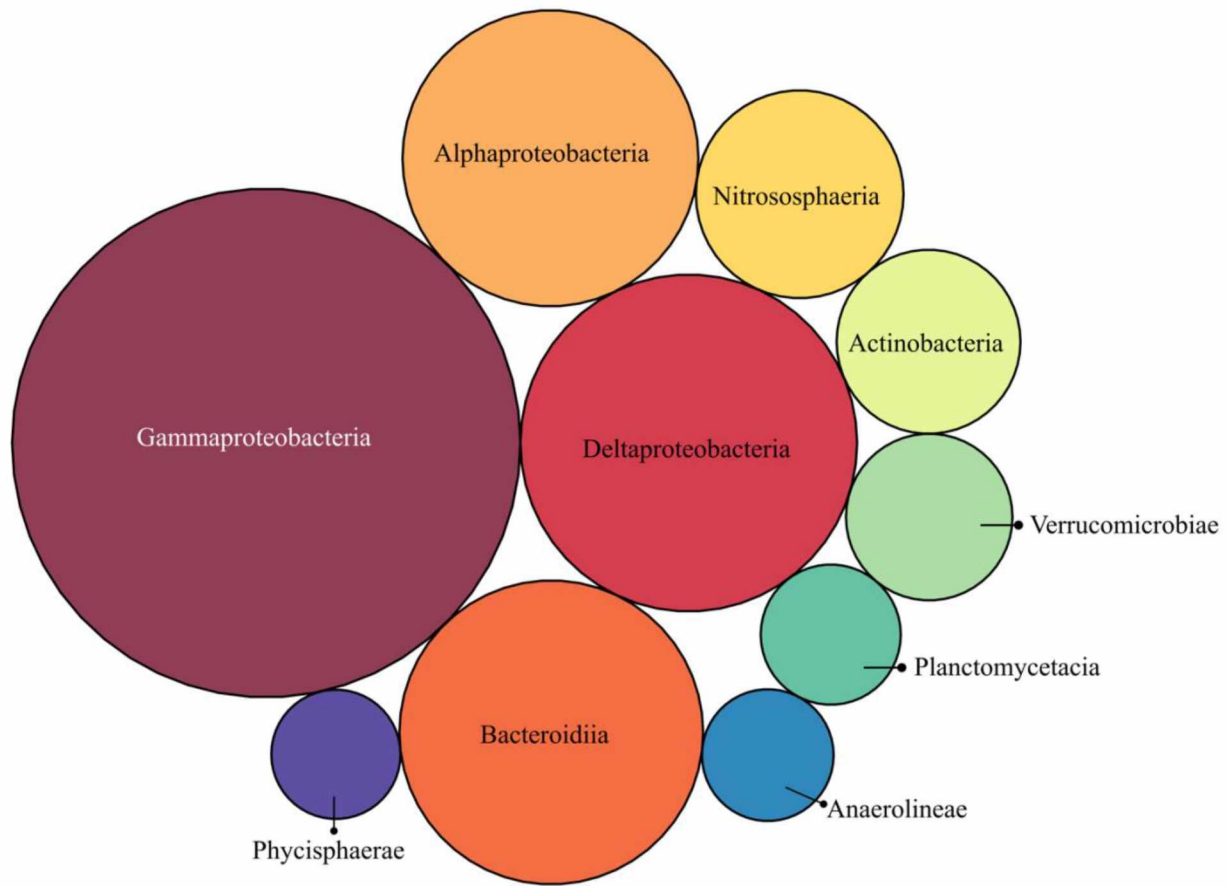 Alphaproteobacteria
Nitrososphaeria
Actinobacteria
Gammaproteobacteria
Deltaproteobacteria
Verrucomicrobiae
Planctomycetacia
Bacteroidiia
Anaerolineae
Phycisphaerae